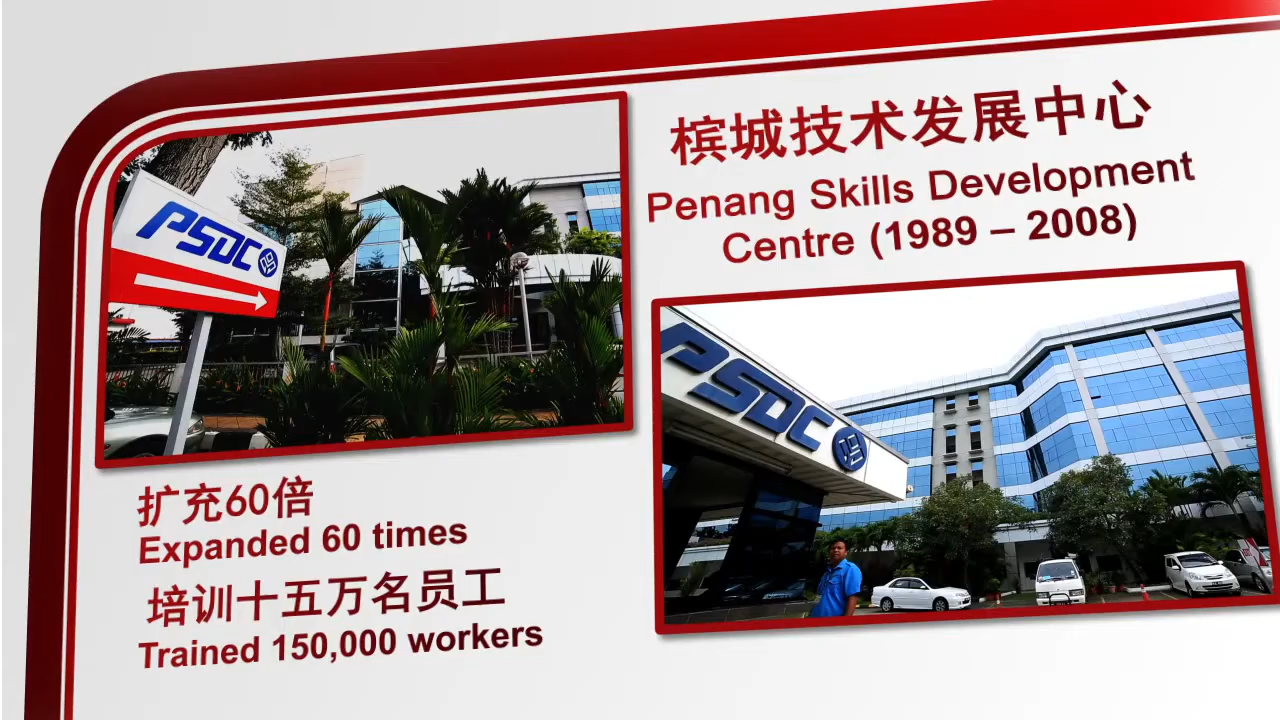 槟城技术发展中心
Penang Skills Development
Centre (1989 – 2008)
PSDC
PSDC
扩充60倍
Expanded 60 times
培训十五万名员工
Trained 150,000 workers